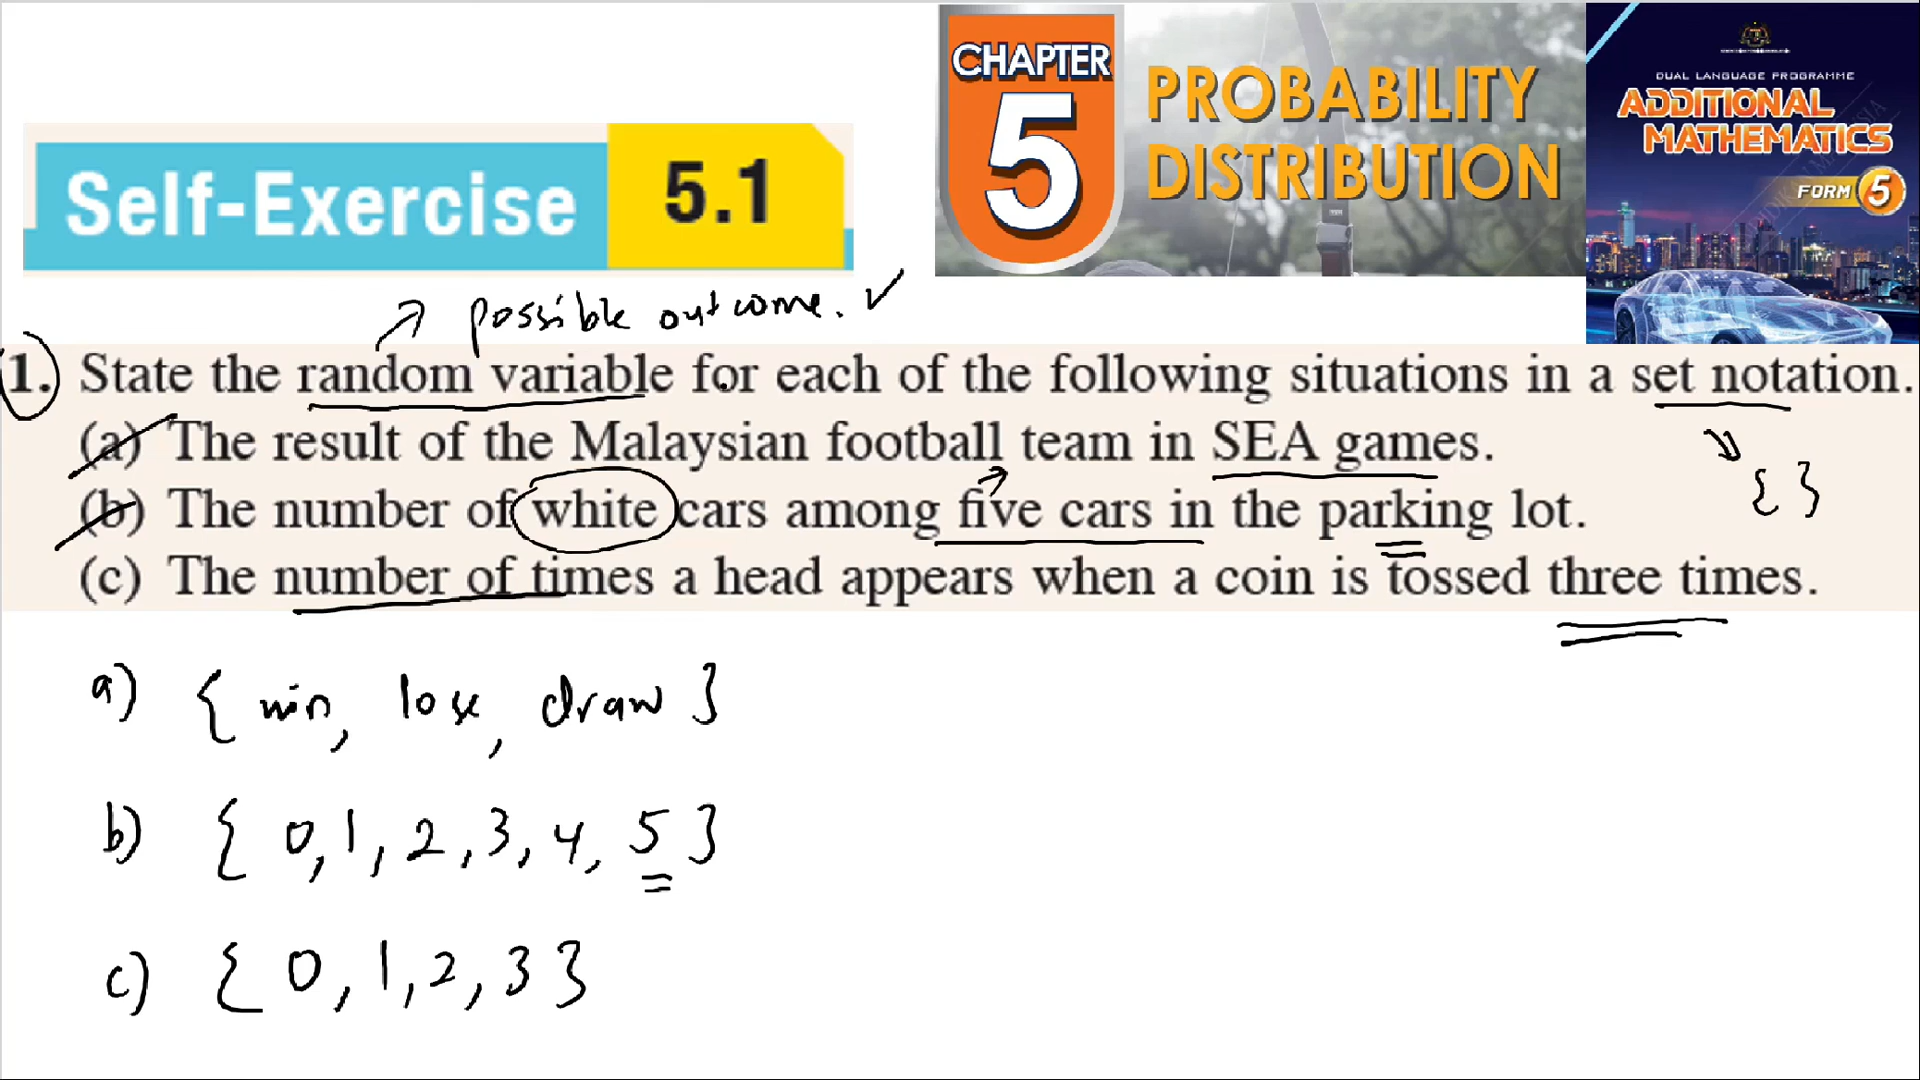 CHAPTER
5
PROBABILITY
DISTRIBUTION
DUAL LANGUAGE PROGRAMME
ADDITIONAL
MATHEMATICS
FORM 5
Self-Exercise 5.1
possible outcome. ✓
1. State the random variable for each of the following situations in a set notation.
(a) The result of the Malaysian football team in SEA games.
{ }
(b) The number of white cars among five cars in the parking lot.
(c) The number of times a head appears when a coin is tossed three times.
a) { win, lose, draw }
b) { 0, 1, 2, 3, 4, 5 }
c) { 0, 1, 2, 3 }